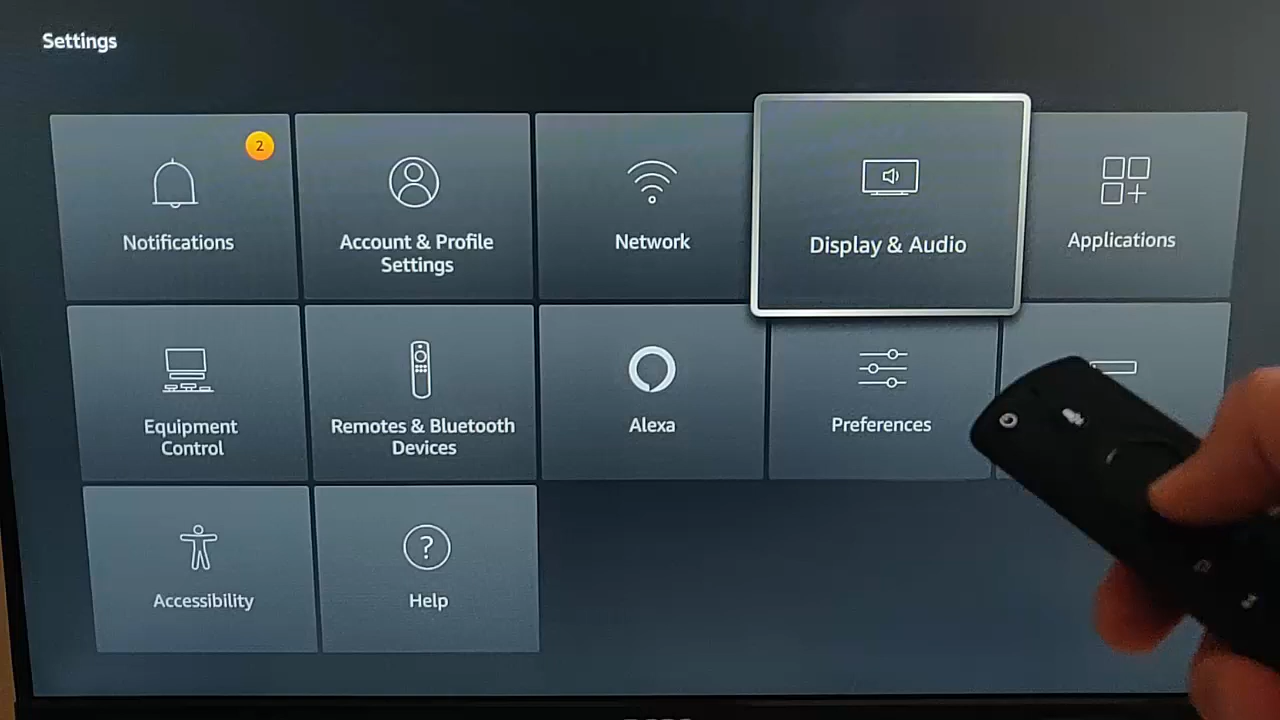 Settings
2
Notifications
Account & Profile
Settings
Network
Display & Audio
Applications
Equipment
Control
Remotes & Bluetooth
Devices
Alexa
Preferences
Accessibility
?
Help